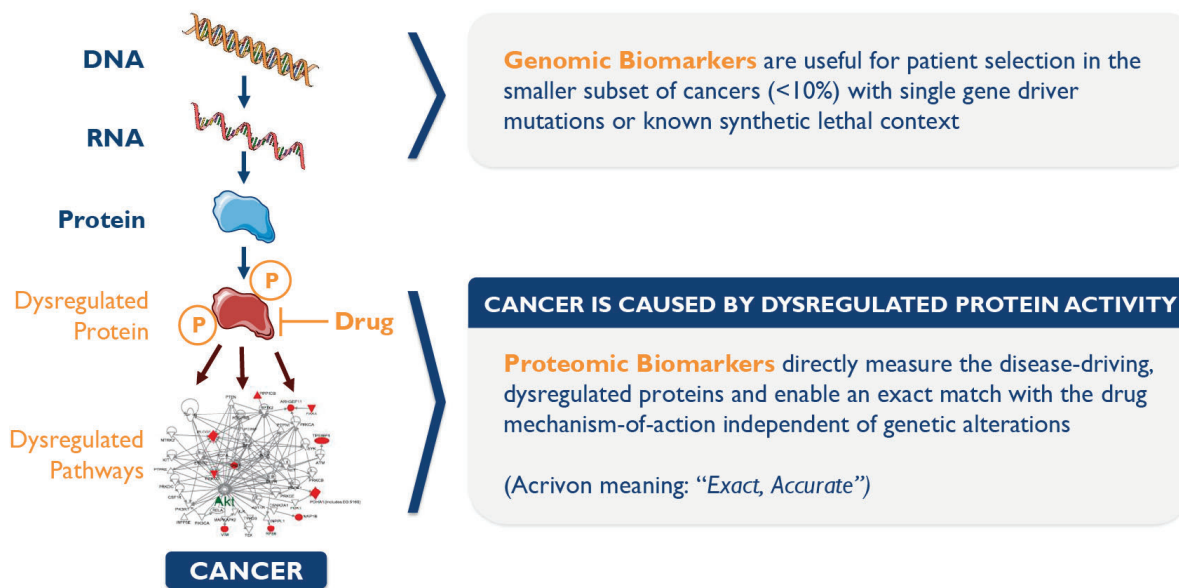 DNA
RNA
Protein
Dysregulated
Protein
P
P
Drug
Dysregulated
Pathways
Akt
CANCER
Genomic Biomarkers are useful for patient selection in the
smaller subset of cancers (<10%) with single gene driver
mutations or known synthetic lethal context
CANCER IS CAUSED BY DYSREGULATED PROTEIN ACTIVITY
Proteomic Biomarkers directly measure the disease-driving,
dysregulated proteins and enable an exact match with the drug
mechanism-of-action independent of genetic alterations
(Acrivon meaning: “Exact, Accurate”)